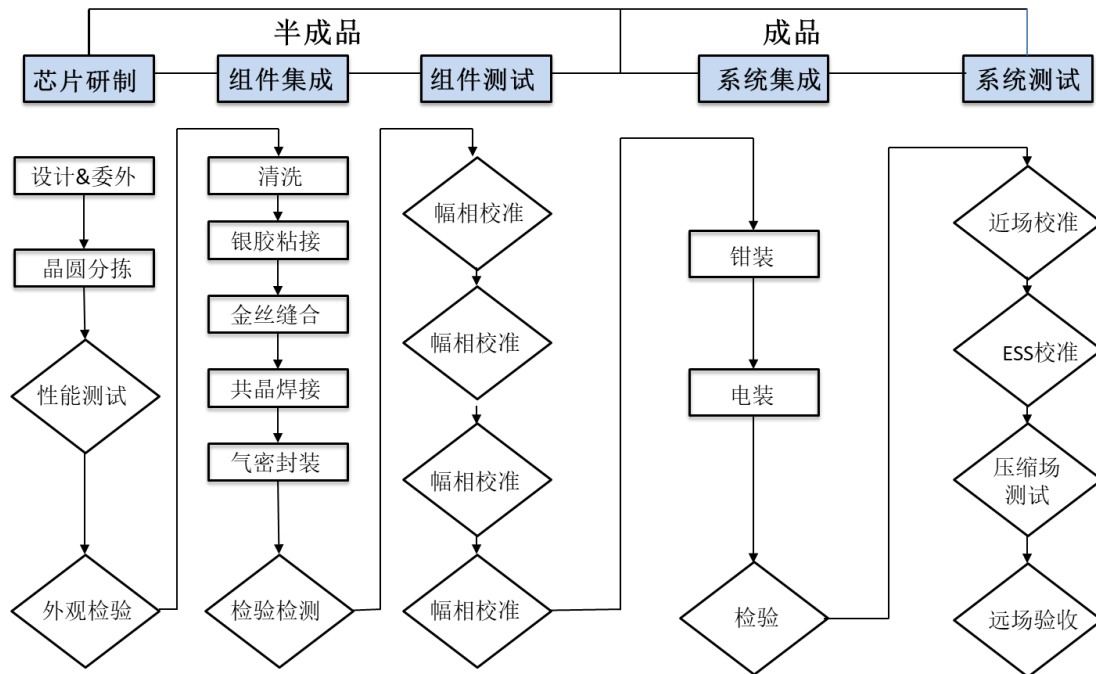 半成品
成品
芯片研制
组件集成
组件测试
系统集成
系统测试
设计&委外
晶圆分拣
性能测试
外观检验
清洗
银胶粘接
金丝缝合
共晶焊接
气密封装
检验检测
幅相校准
幅相校准
幅相校准
幅相校准
钳装
电装
检验
近场校准
ESS校准
压缩场
测试
远场验收